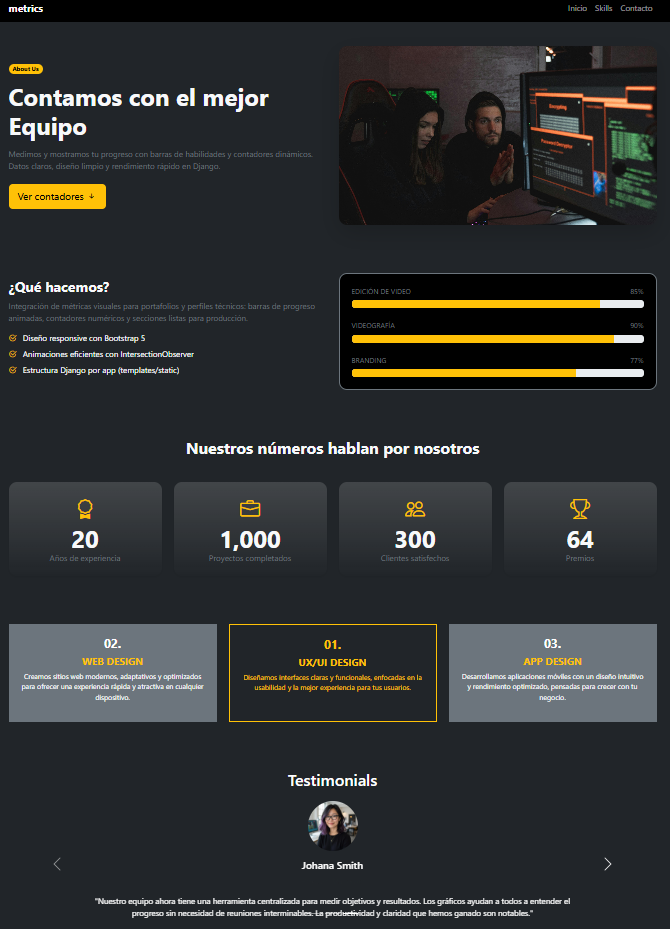 metrics
Inicio Skills Contacto
About Us
Contamos con el mejor
Equipo
Medimos y mostramos tu progreso con barras de habilidades y contadores dinámicos.
Datos claros, diseño limpio y rendimiento rápido en Django.
Ver contadores ↓
¿Qué hacemos?
Integración de métricas visuales para portafolios y perfiles técnicos: barras de progreso
animadas, contadores numéricos y secciones listas para producción.
Diseño responsive con Bootstrap 5
Animaciones eficientes con IntersectionObserver
Estructura Django por app (templates/static)
EDICIÓN DE VIDEO 85%
VIDEOGRAFÍA 90%
BRANDING 77%
Nuestros números hablan por nosotros
20
Años de experiencia
1,000
Proyectos completados
300
Clientes satisfechos
64
Premios
02.
WEB DESIGN
Creamos sitios web modernos, adaptativos y optimizados
para ofrecer una experiencia rápida y atractiva en cualquier
dispositivo.
01.
UX/UI DESIGN
Diseñamos interfaces claras y funcionales, enfocadas en la
usabilidad y la mejor experiencia para tus usuarios.
03.
APP DESIGN
Desarrollamos aplicaciones móviles con un diseño intuitivo
y rendimiento optimizado, pensadas para crecer con tu
negocio.
Testimonials
Johana Smith
"Nuestro equipo ahora tiene una herramienta centralizada para medir objetivos y resultados. Los gráficos ayudan a todos a entender el
progreso sin necesidad de reuniones interminables. La productividad y claridad que hemos ganado son notables."